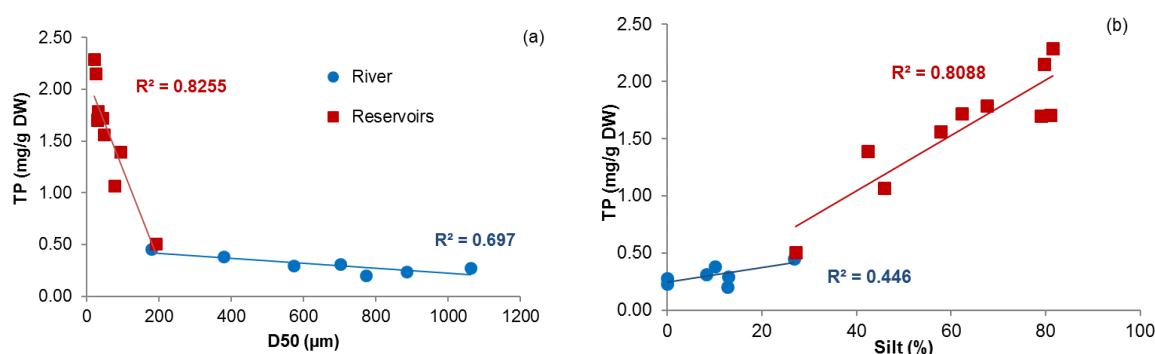 (a)
TP (mg/g DW)
2.50
2.00
1.50
1.00
0.50
0.00
R² = 0.8255
River
Reservoirs
R² = 0.697
0
200
400
600
800
1000
1200
D50 (µm)
(b)
TP (mg/g DW)
2.50
2.00
1.50
1.00
0.50
0.00
R² = 0.8088
R² = 0.446
0
20
40
60
80
100
Silt (%)